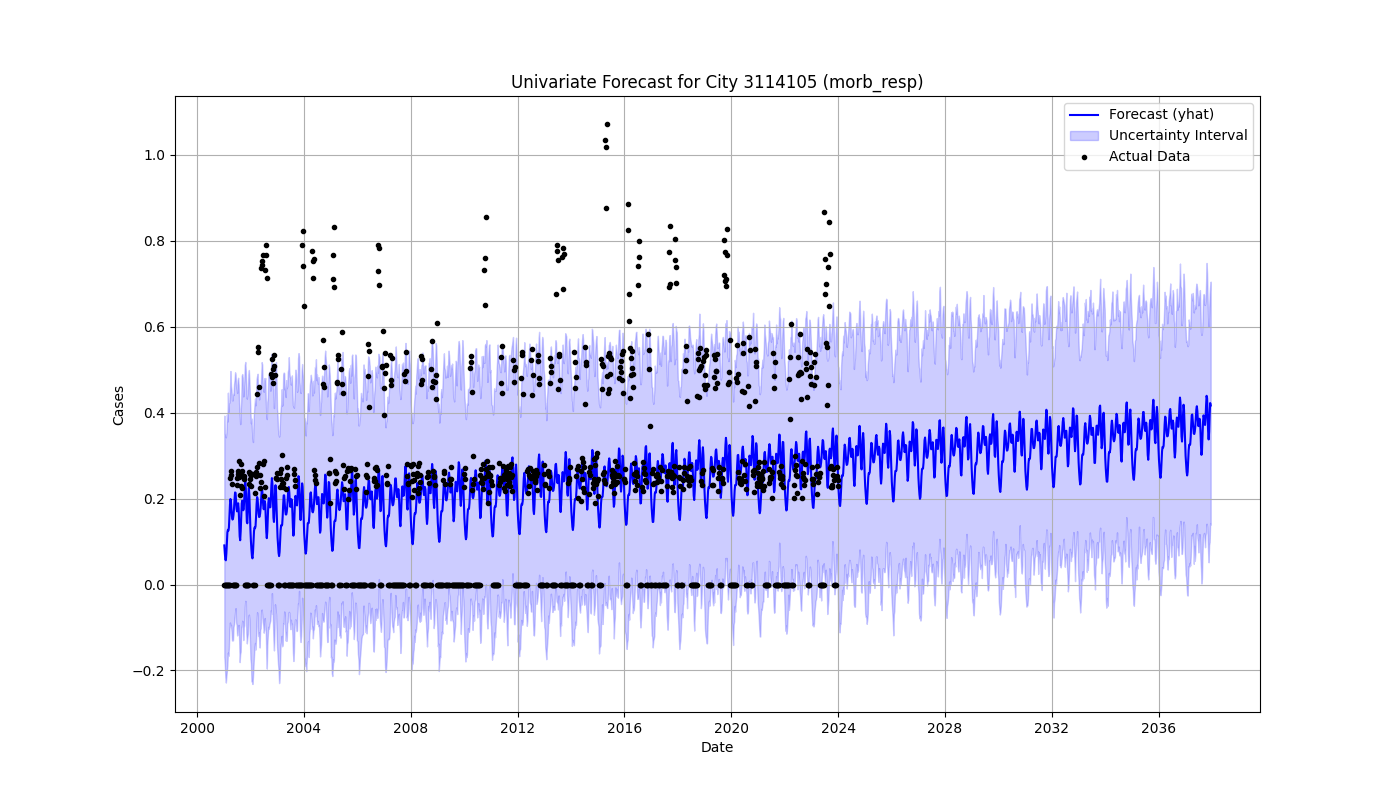 Univariate Forecast for City 3114105 (morb_resp)
Forecast (yhat)
Uncertainty Interval
Actual Data
Cases
1.0
0.8
0.6
0.4
0.2
0.0
−0.2
2000 2004 2008 2012 2016 2020 2024 2028 2032 2036
Date